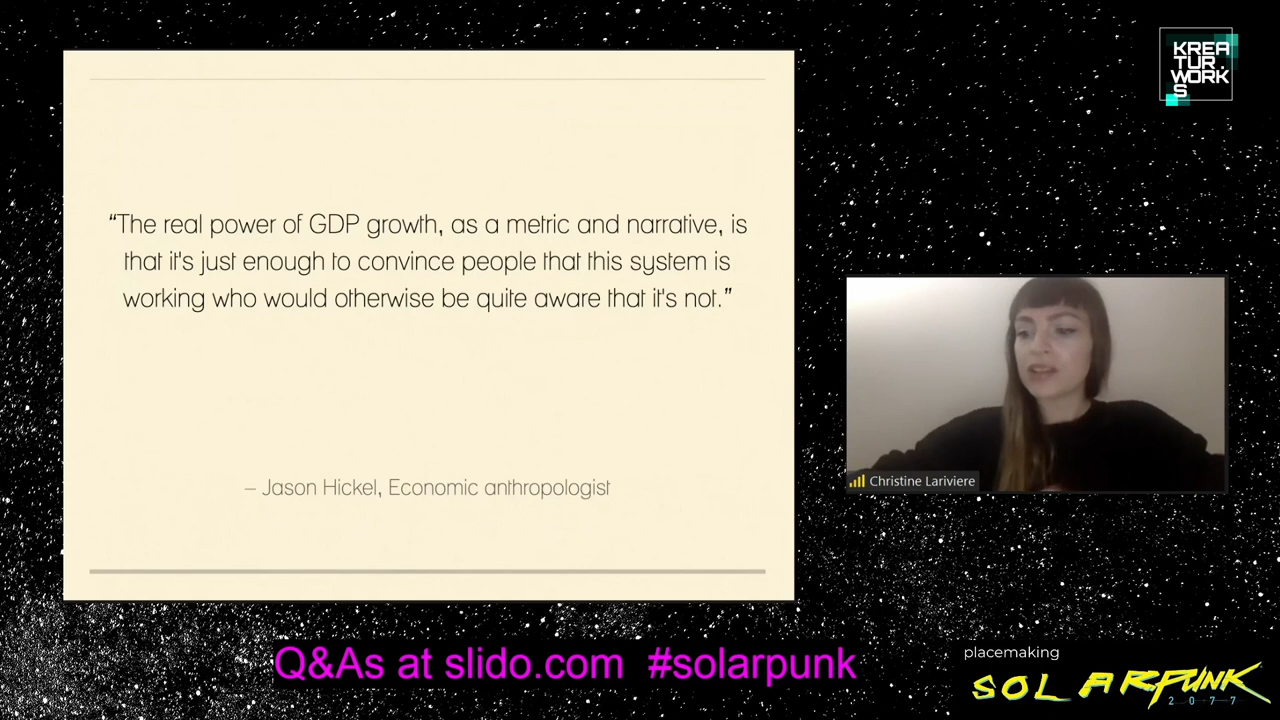 KREA
TUR.
WORK
S
“The real power of GDP growth, as a metric and narrative, is
that it's just enough to convince people that this system is
working who would otherwise be quite aware that it's not.”
– Jason Hickel, Economic anthropologist
Christine Lariviere
Q&As at slido.com #solarpunk
placemaking
SOLARPUNK
2077